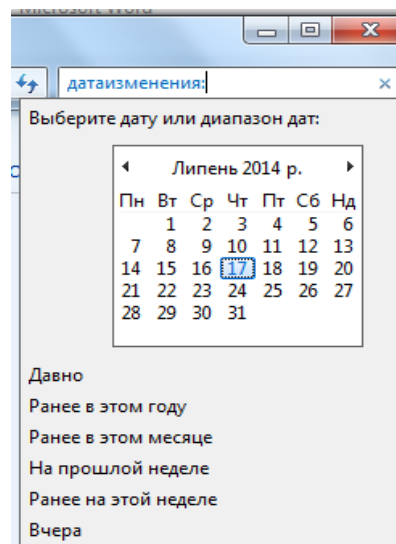 Microsoft Word
датаизменения:
Выберите дату или диапазон дат:
Липень 2014 р.
Пн Вт Ср Чт Пт Сб Нд
1 2 3 4 5 6
7 8 9 10 11 12 13
14 15 16 17 18 19 20
21 22 23 24 25 26 27
28 29 30 31
Давно
Ранее в этом году
Ранее в этом месяце
На прошлой неделе
Ранее на этой неделе
Вчера